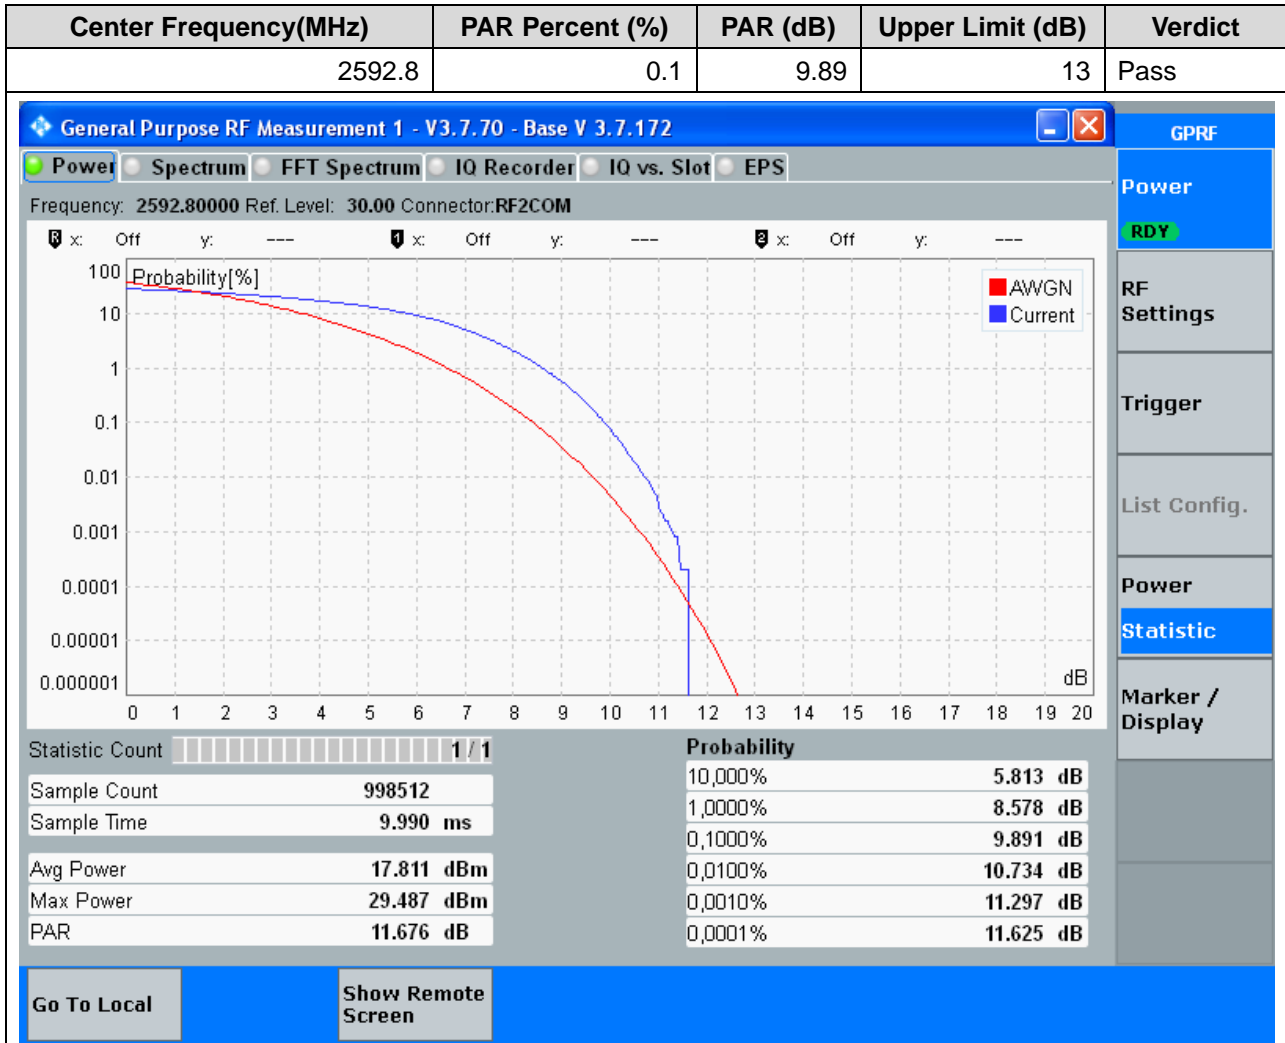 Center Frequency(MHz) PAR Percent (%) PAR (dB) Upper Limit (dB) Verdict
2592.8 0.1 9.89 13 Pass
General Purpose RF Measurement 1 - V3.7.70 - Base V 3.7.172
GPRF
Power Spectrum FFT Spectrum IQ Recorder IQ vs. Slot EPS
Frequency: 2592.80000 Ref. Level: 30.00 Connector:RF2COM
R x: Off y: --- 1 x: Off y: --- 2 x: Off y: ---
Probability[%]
100
10
1
0.1
0.01
0.001
0.0001
0.00001
0.000001
AWGN
Current
dB
0 1 2 3 4 5 6 7 8 9 10 11 12 13 14 15 16 17 18 19 20
Statistic Count 1 / 1
Sample Count 998512
Sample Time 9.990 ms
Avg Power 17.811 dBm
Max Power 29.487 dBm
PAR 11.676 dB
Probability
10,000% 5.813 dB
1,0000% 8.578 dB
0,1000% 9.891 dB
0,0100% 10.734 dB
0,0010% 11.297 dB
0,0001% 11.625 dB
Power
RDY
RF
Settings
Trigger
List Config.
Power
Statistic
Marker /
Display
Go To Local
Show Remote
Screen